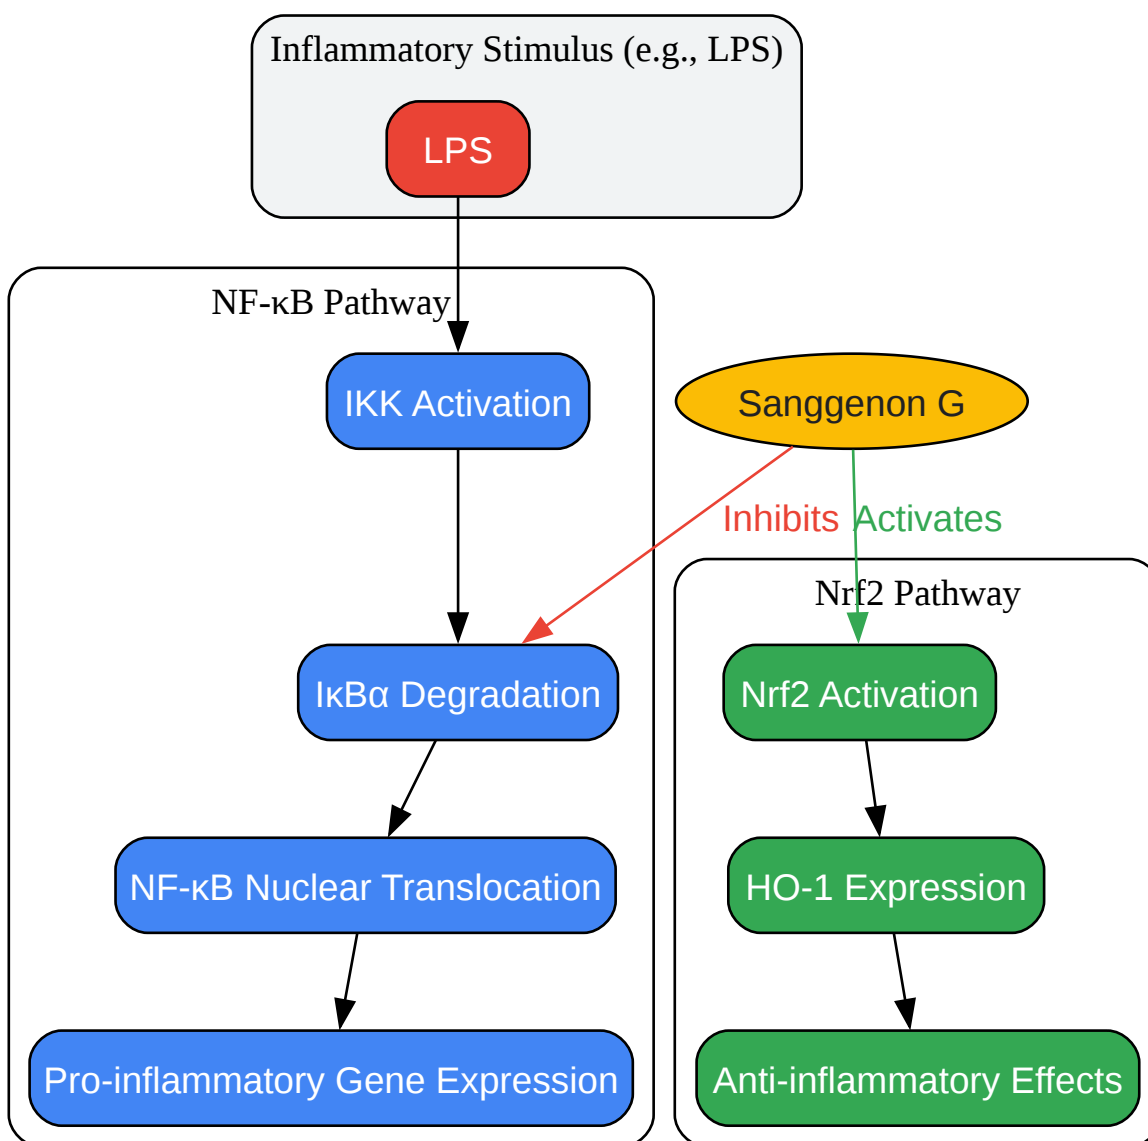 Inflammatory Stimulus (e.g., LPS)
LPS
NF-κB Pathway
IKK Activation
Sanggenon G
Inhibits
Activates
Nrf2 Pathway
IκBα Degradation
Nrf2 Activation
NF-κB Nuclear Translocation
HO-1 Expression
Pro-inflammatory Gene Expression
Anti-inflammatory Effects